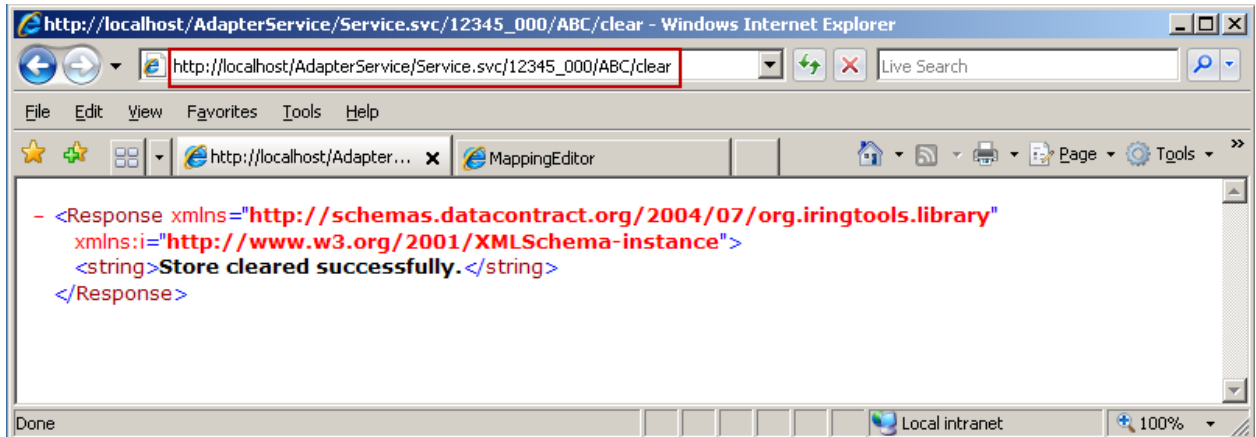 http://localhost/AdapterService/Service.svc/12345_000/ABC/clear - Windows Internet Explorer
http://localhost/AdapterService/Service.svc/12345_000/ABC/clear Live Search
File Edit View Favorites Tools Help
http://localhost/Adapter... MappingEditor Page Tools »
- <Response xmlns="http://schemas.datacontract.org/2004/07/org.iringtools.library"
xmlns:i="http://www.w3.org/2001/XMLSchema-instance">
<string>Store cleared successfully.</string>
</Response>
Done Local intranet 100%